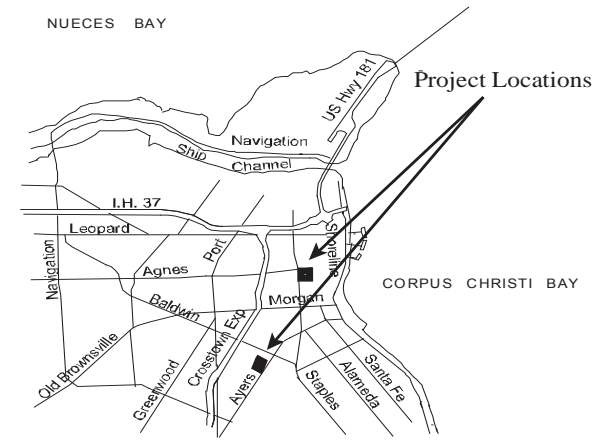 NUECES BAY
US Hwy 181
Project Locations
Navigation
Ship Channel
I.H. 37
Leopard
Shoreline
Port
Navigation
Agnes
CORPUS CHRISTI BAY
Baldwin
Morgan
Crosstown Exp
Old Brownsville
Greenwood
Ayers
Staples
Alameda
Santa Fe